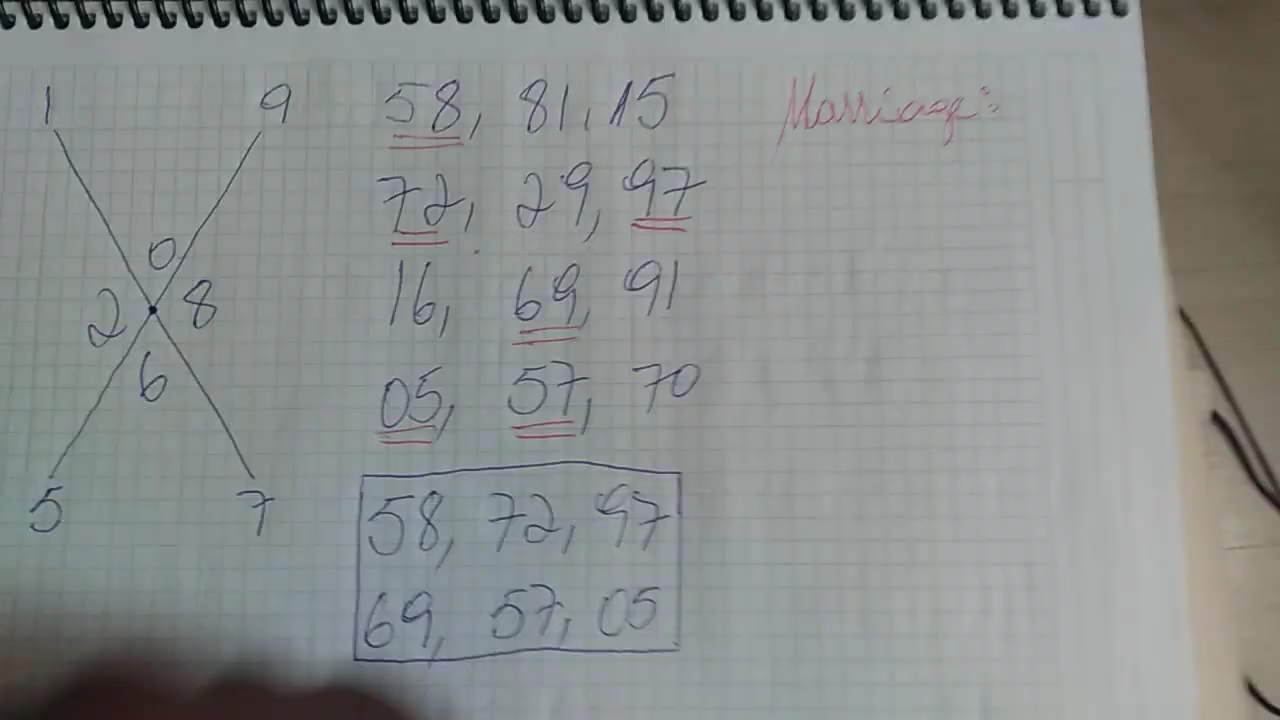 1 9
0
2 8
6
5 7
58, 81, 15
72, 29, 97
16, 69, 91
05, 57, 70
58, 72, 97
69, 57, 05
Marriage: